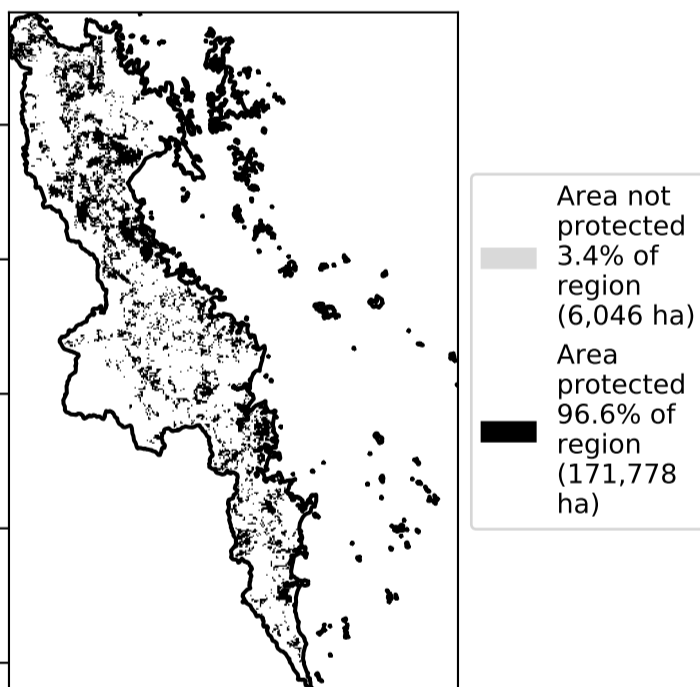 Area not
protected
3.4% of
region
(6,046 ha)
Area
protected
96.6% of
region
(171,778
ha)